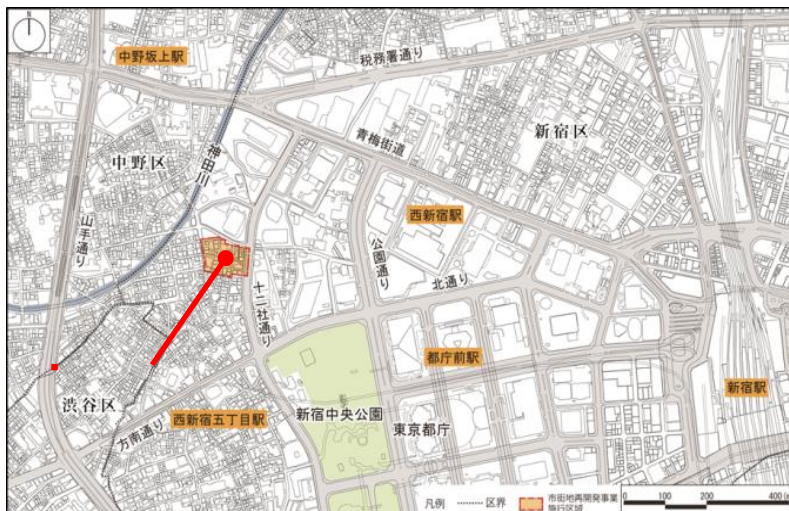 N
中野坂上駅
税務署通り
新宿区
青梅街道
神田川
中野区
西新宿駅
山手通り
公園通り
北通り
十二社通り
都庁前駅
新宿駅
渋谷区
西新宿五丁目駅
新宿中央公園
方南通り
東京都庁
凡例
区界
市街地再開発事業
施行区域
0 100 200 400 (m)